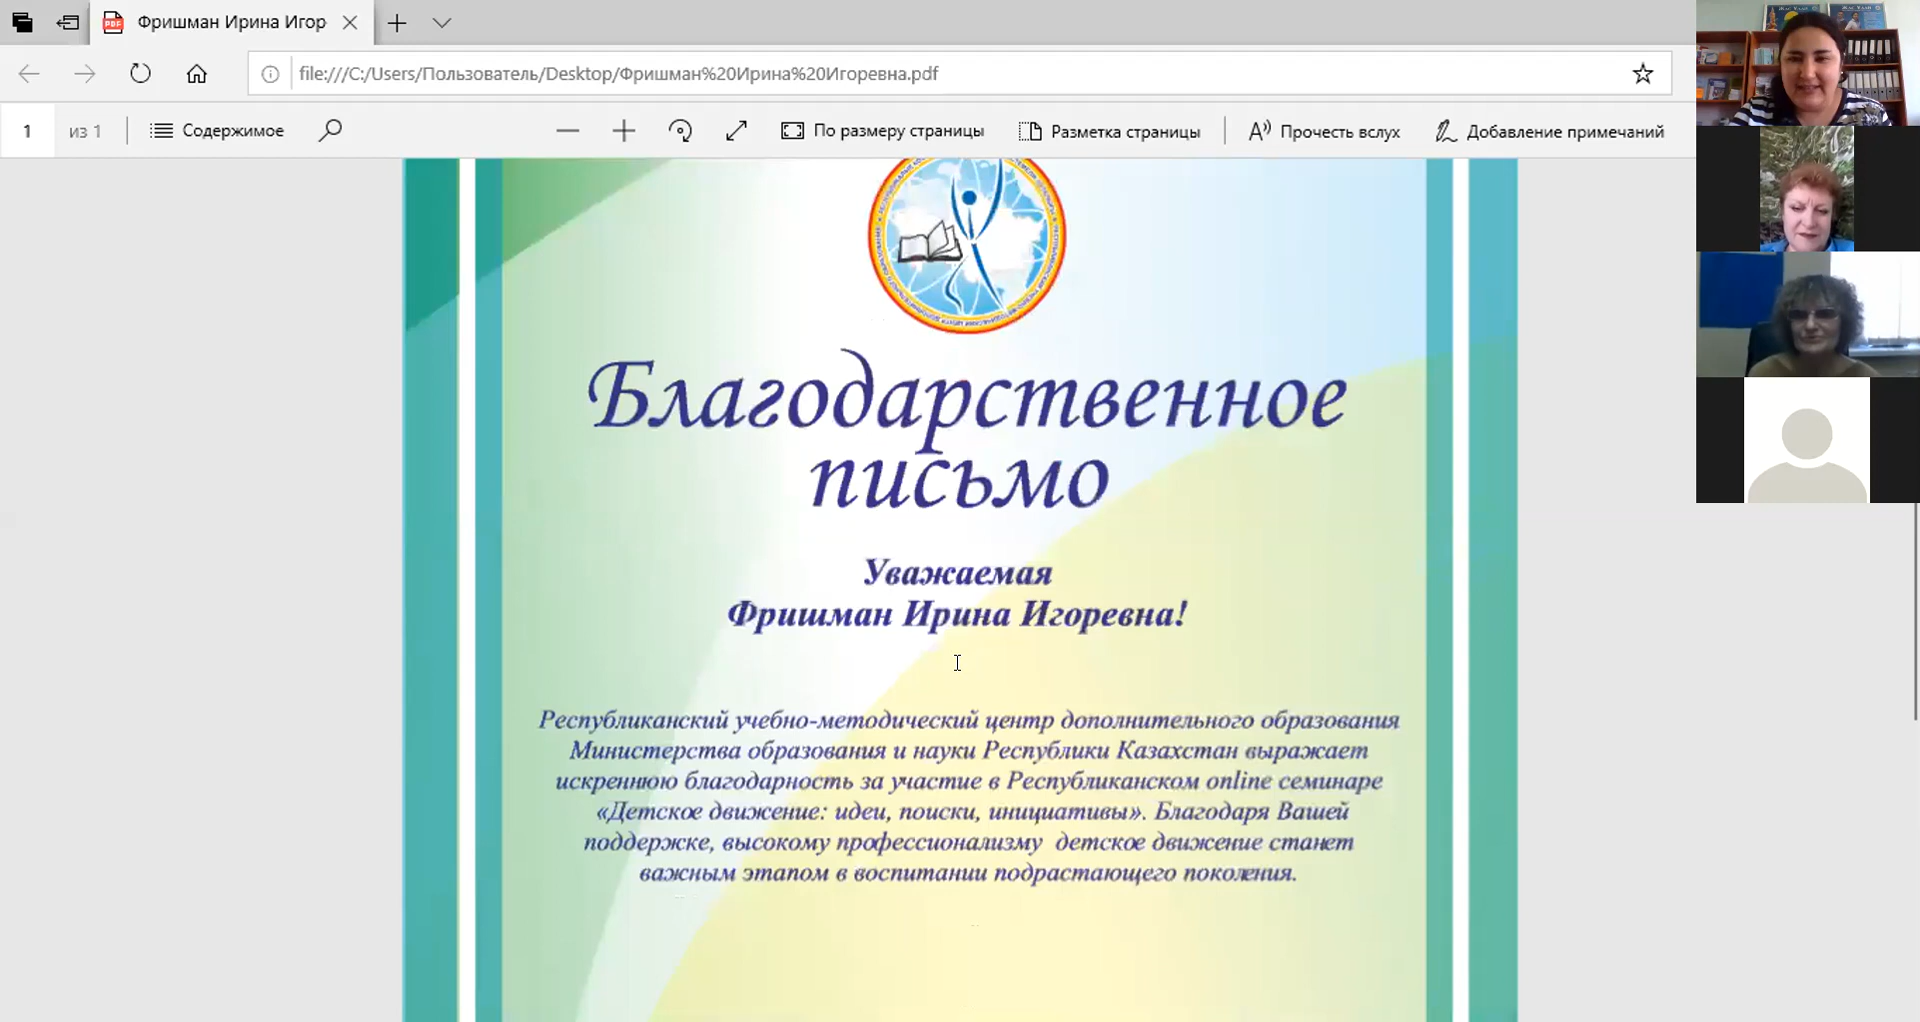 Фришман Ирина Игор
file:///C:/Users/Пользователь/Desktop/Фришман%20Ирина%20Игоревна.pdf
1 из 1
Содержимое
По размеру страницы
Разметка страницы
Прочесть вслух
Добавление примечаний
Благодарственное
письмо
Уважаемая
Фришман Ирина Игоревна!
Республиканский учебно-методический центр дополнительного образования
Министерства образования и науки Республики Казахстан выражает
искреннюю благодарность за участие в Республиканском online семинаре
«Детское движение: идеи, поиски, инициативы». Благодаря Вашей
поддержке, высокому профессионализму детское движение станет
важным этапом в воспитании подрастающего поколения.